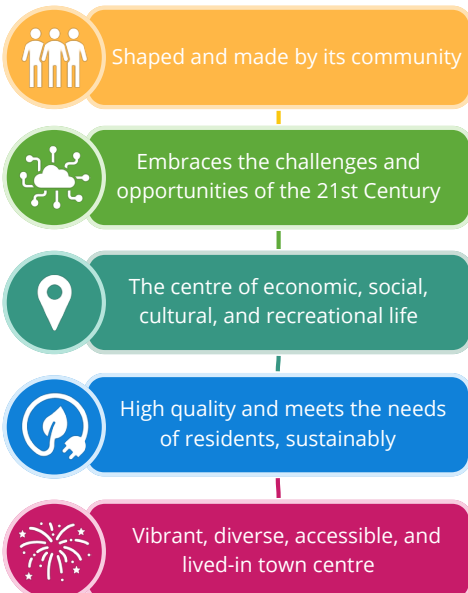 Shaped and made by its community
Embraces the challenges and
opportunities of the 21st Century
The centre of economic, social,
cultural, and recreational life
High quality and meets the needs
of residents, sustainably
Vibrant, diverse, accessible, and
lived-in town centre